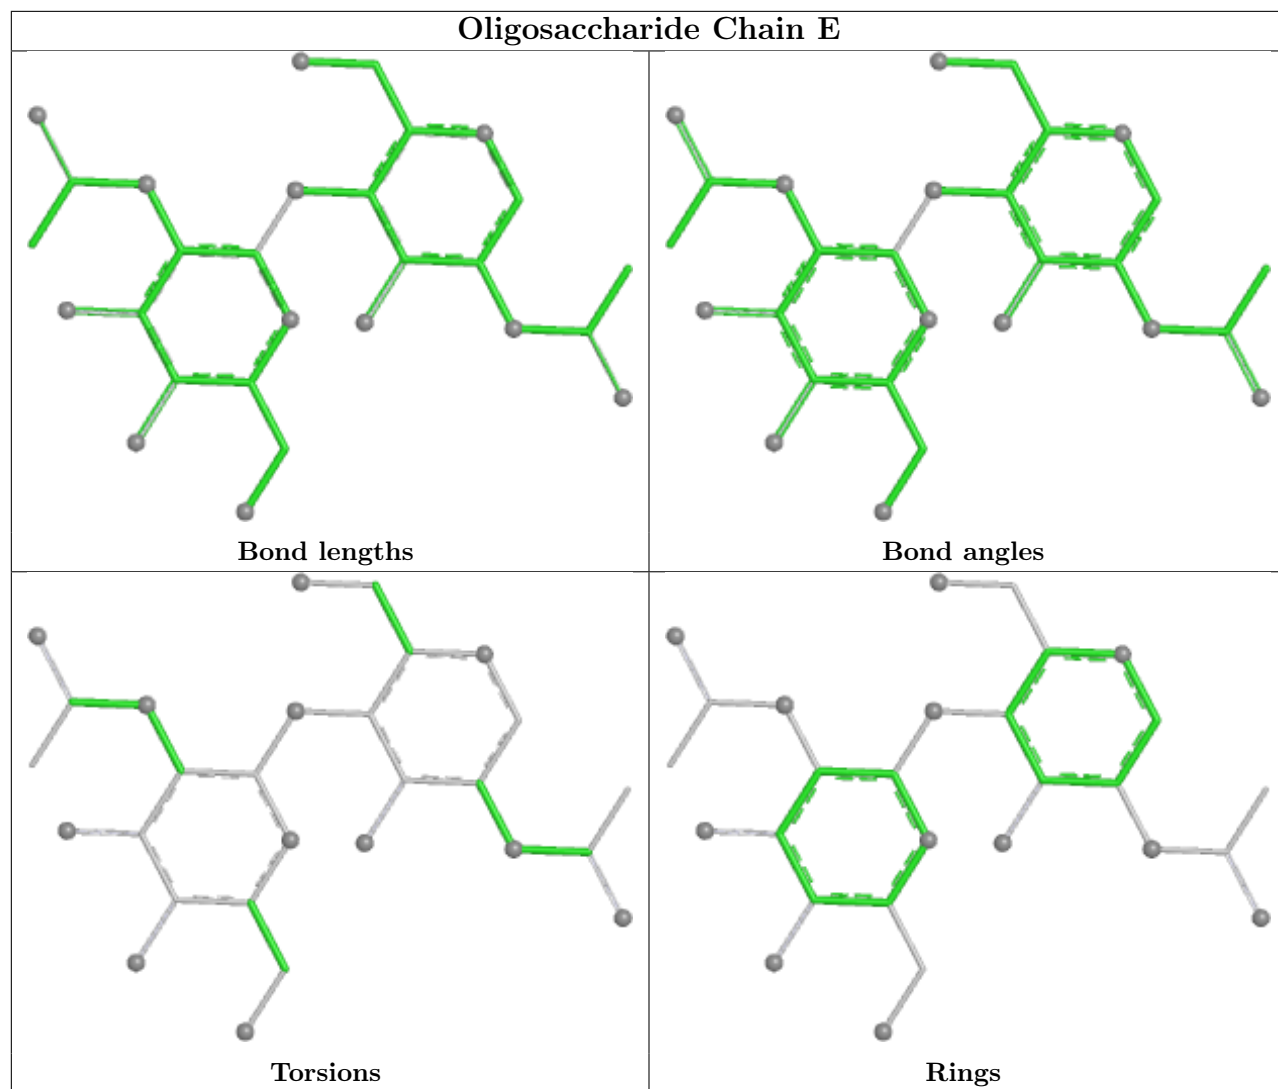 Oligosaccharide Chain E
Bond lengths
Bond angles
Torsions
Rings